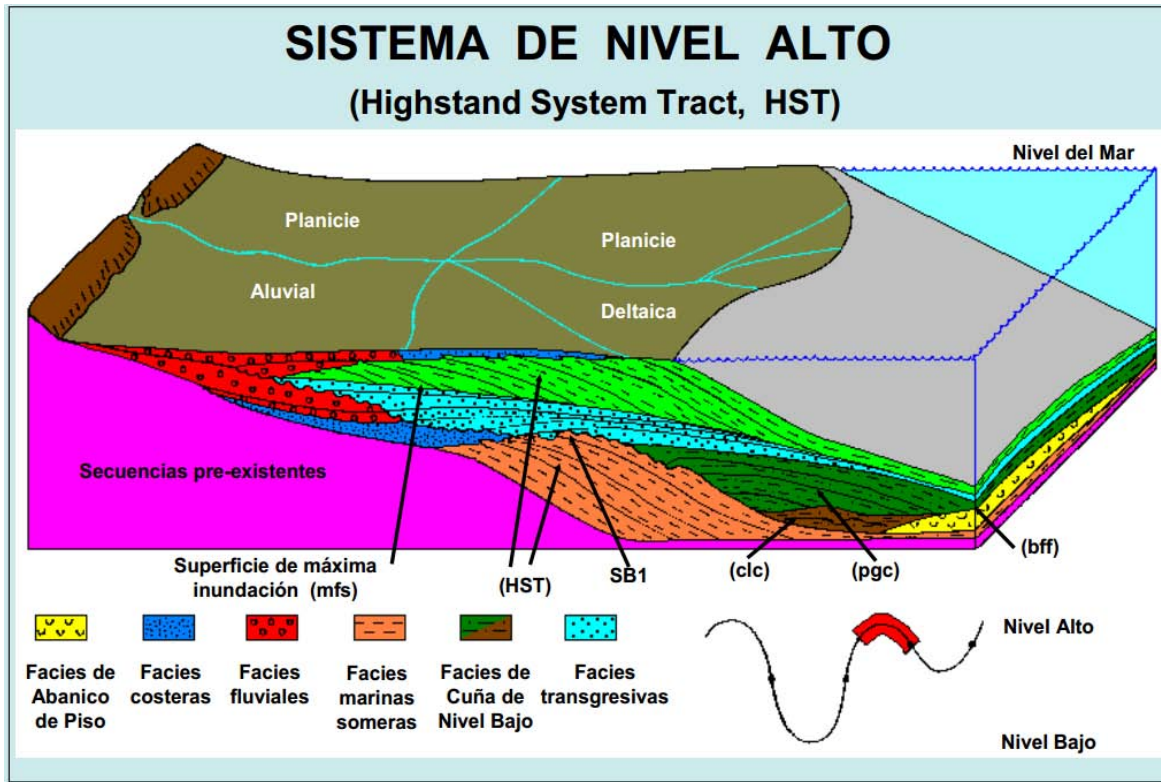 SISTEMA DE NIVEL ALTO
(Highstand System Tract, HST)
Nivel del Mar
Planicie
Planicie
Aluvial
Deltaica
Secuencias pre-existentes
Superficie de máxima
inundación (mfs)
(HST)
SB1
(clc)
(pgc)
(bff)
Facies de
Abanico
de Piso
Facies
costeras
Facies
fluviales
Facies
marinas
someras
Facies de
Cuña de
Nivel Bajo
Facies
transgresivas
Nivel Alto
Nivel Bajo